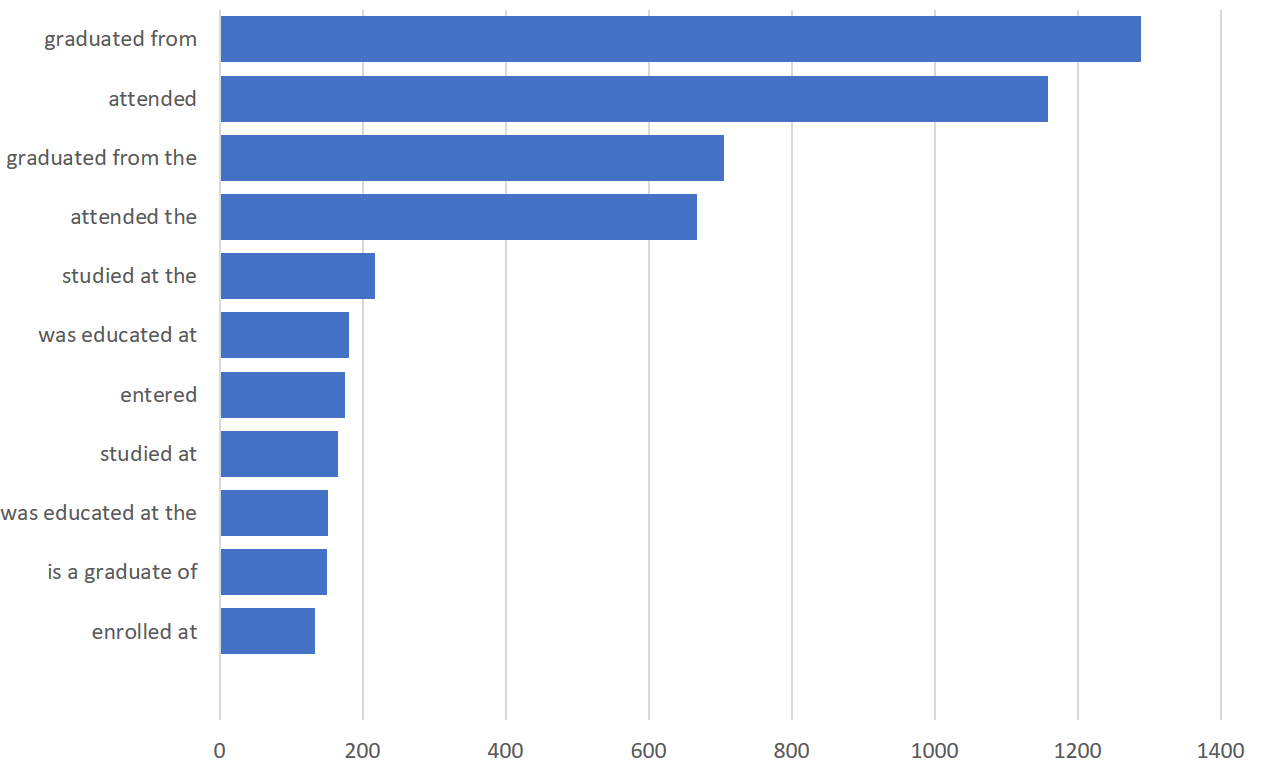 graduated from
attended
graduated from the
attended the
studied at the
was educated at
entered
studied at
was educated at the
is a graduate of
enrolled at
0 200 400 600 800 1000 1200 1400